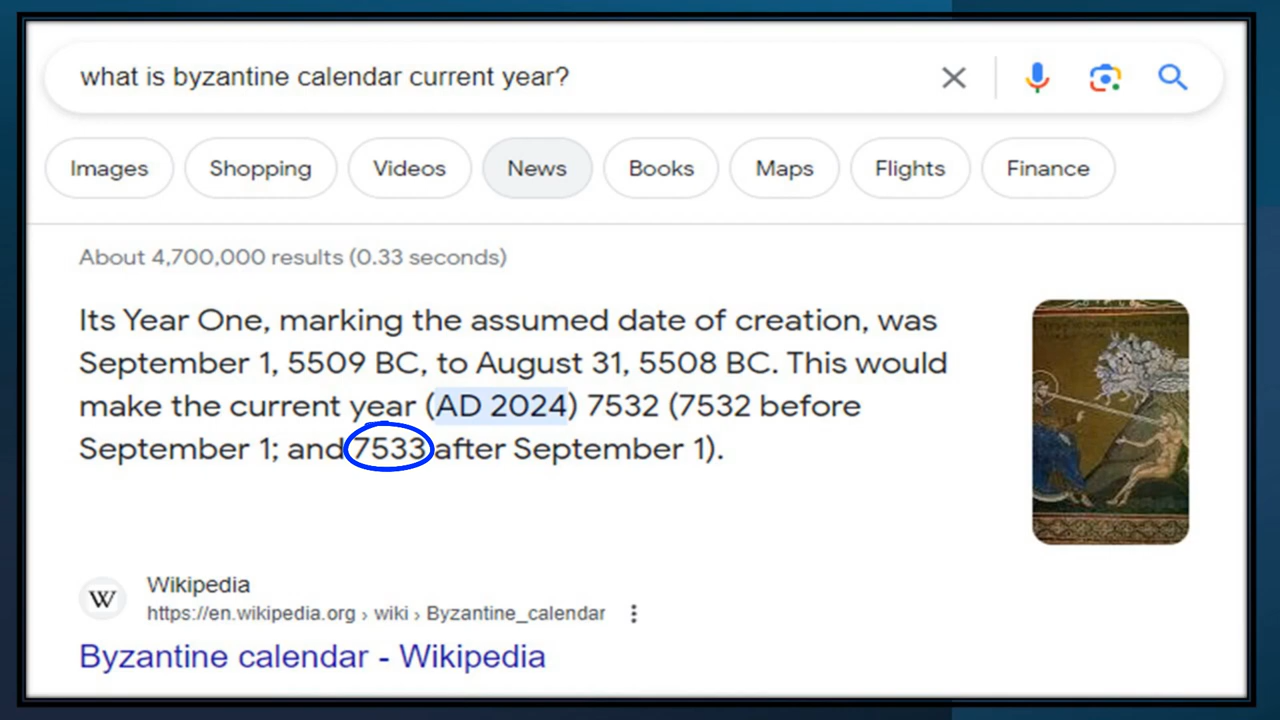 what is byzantine calendar current year?
Images Shopping Videos News Books Maps Flights Finance
About 4,700,000 results (0.33 seconds)
Its Year One, marking the assumed date of creation, was
September 1, 5509 BC, to August 31, 5508 BC. This would
make the current year (AD 2024) 7532 (7532 before
September 1; and 7533 after September 1).
W
Wikipedia
https://en.wikipedia.org › wiki › Byzantine_calendar
Byzantine calendar - Wikipedia